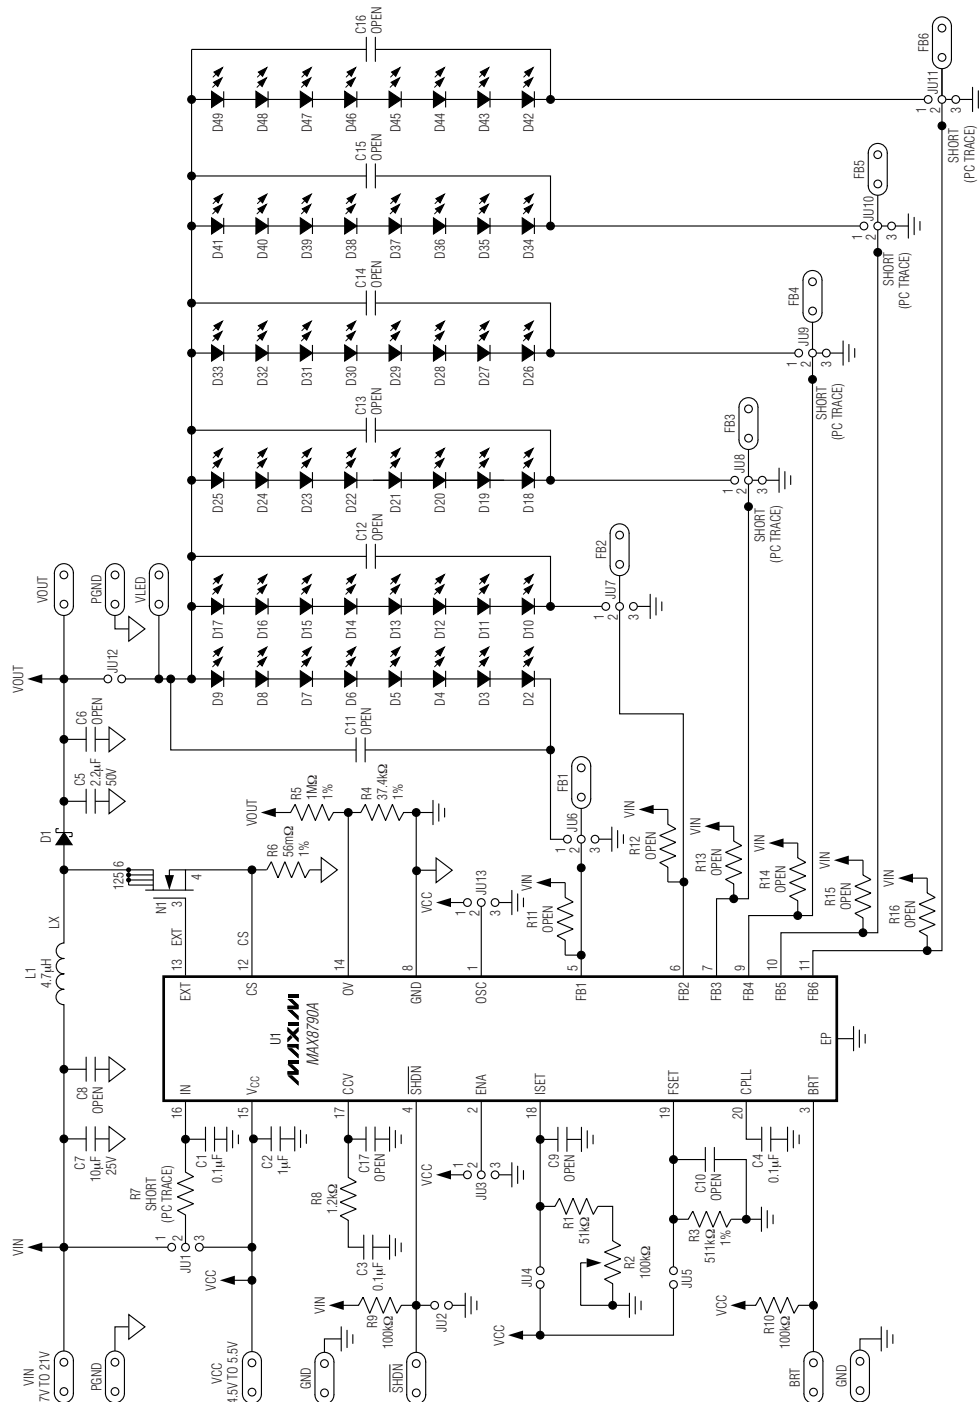 VIN
7V TO 21V
PGND
VCC
4.5V TO 5.5V
GND
SHDN
BRT
GND
VIN
VCC
JU1
1
2
3
R7
SHORT
(PC TRACE)
C7
10µF
25V
C8
OPEN
L1
4.7µH
LX
D1
C5
2.2µF
50V
C6
OPEN
VOUT
JU12
VOUT
PGND
VLED
C1
0.1µF
C2
1µF
R8
1.2kΩ
C3
0.1µF
C17
OPEN
VIN
R9
100kΩ
JU2
VCC
1
2
3
JU3
C9
OPEN
R1
51kΩ
R2
100kΩ
JU4
VCC
JU5
R3
511kΩ
1%
C10
OPEN
C4
0.1µF
VCC
R10
100kΩ
16
IN
15
VCC
17
CCV
4
SHDN
2
ENA
18
ISET
19
FSET
20
CPLL
3
BRT
U1
MAXIM
MAX8790A
EP
EXT
13
EXT
CS
12
CS
OV
14
GND
8
OSC
1
FB1
5
FB2
6
FB3
7
FB4
9
FB5
10
FB6
11
N1
3
4
125
6
R6
56mΩ
1%
VOUT
R5
1MΩ
1%
R4
37.4kΩ
1%
VCC
1
2
3
JU13
VIN
R11
OPEN
VIN
R12
OPEN
VIN
R13
OPEN
VIN
R14
OPEN
VIN
R15
OPEN
VIN
R16
OPEN
JU6
1
2
3
FB1
JU7
1
2
3
FB2
JU8
1
2
3
FB3
SHORT
(PC TRACE)
JU9
1
2
3
FB4
SHORT
(PC TRACE)
JU10
1
2
3
FB5
SHORT
(PC TRACE)
JU11
1
2
3
FB6
SHORT
(PC TRACE)
C11
OPEN
D9
D8
D7
D6
D5
D4
D3
D2
D17
D16
D15
D14
D13
D12
D11
D10
C12
OPEN
D25
D24
D23
D22
D21
D20
D19
D18
C13
OPEN
D33
D32
D31
D30
D29
D28
D27
D26
C14
OPEN
D41
D40
D39
D38
D37
D36
D35
D34
C15
OPEN
D49
D48
D47
D46
D45
D44
D43
D42
C16
OPEN